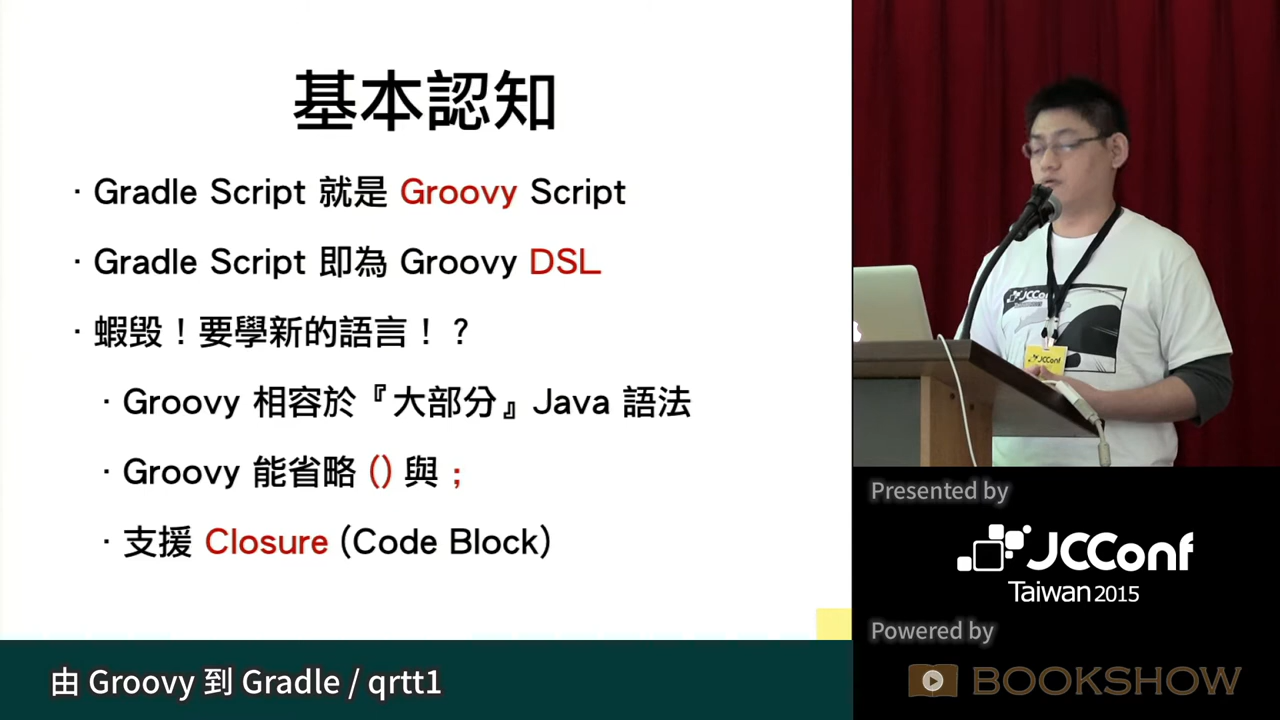 基本認知
· Gradle Script 就是 Groovy Script
· Gradle Script 即為 Groovy DSL
· 蝦毀！要學新的語言！？
· Groovy 相容於『大部分』Java 語法
· Groovy 能省略 () 與 ;
· 支援 Closure (Code Block)
由 Groovy 到 Gradle / qrtt1
JCConf
JCConf
Presented by
JCConf
Taiwan 2015
Powered by
BOOKSHOW